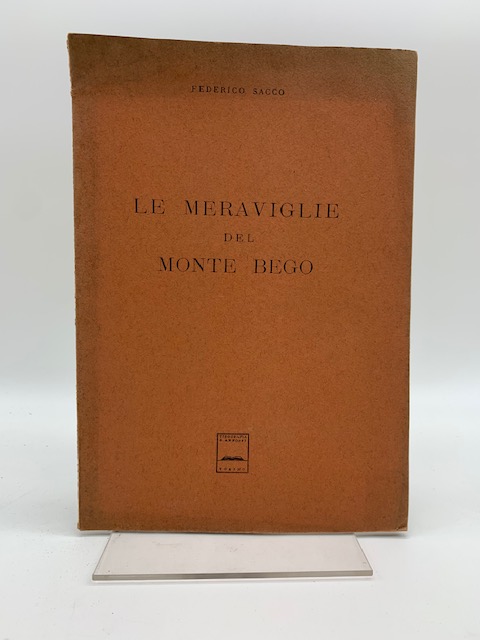 FEDERICO SACCO
LE MERAVIGLIE
DEL
MONTE BEGO